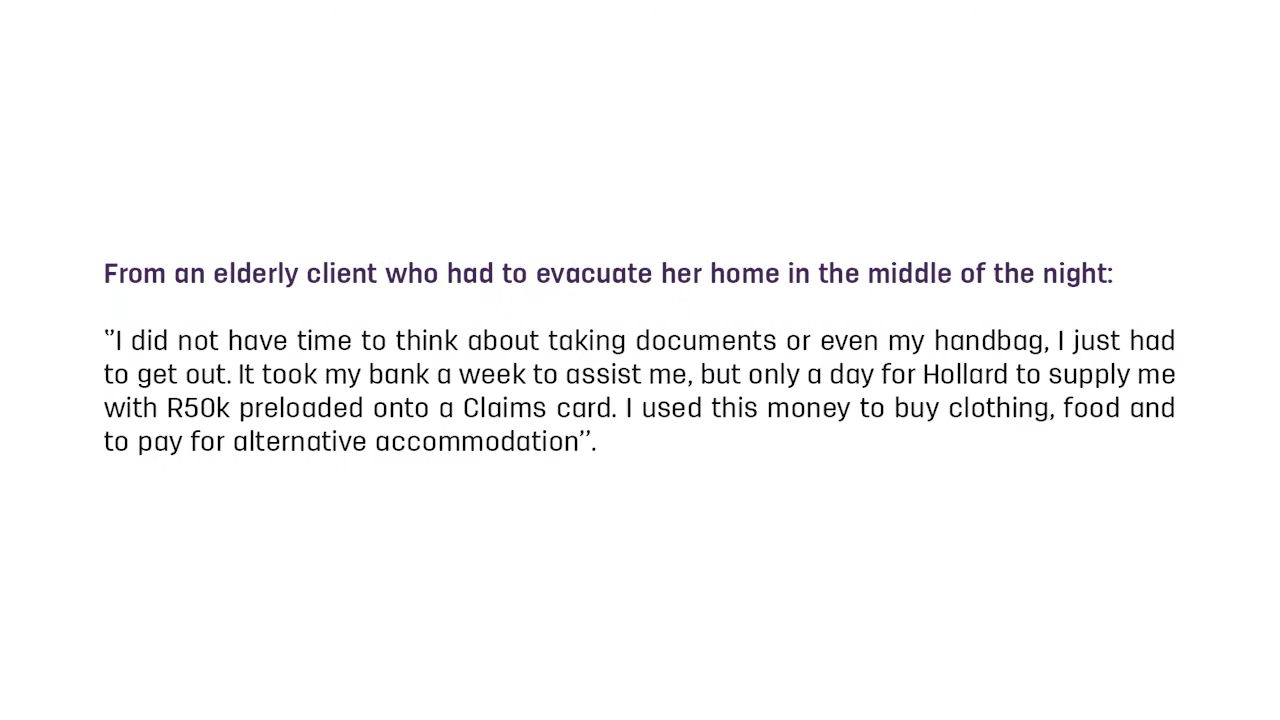 From an elderly client who had to evacuate her home in the middle of the night:
‟I did not have time to think about taking documents or even my handbag, I just had
to get out. It took my bank a week to assist me, but only a day for Hollard to supply me
with R50k preloaded onto a Claims card. I used this money to buy clothing, food and
to pay for alternative accommodation”.